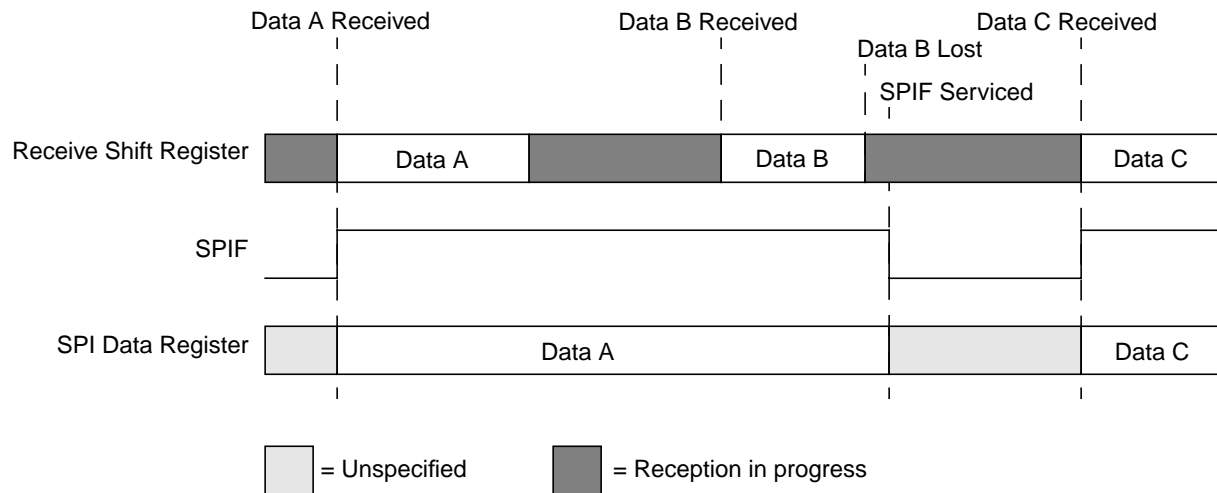 Data A Received
Data B Received
Data C Received
Data B Lost
SPIF Serviced
Receive Shift Register
Data A
Data B
Data C
SPIF
SPI Data Register
Data A
Data C
= Unspecified
= Reception in progress